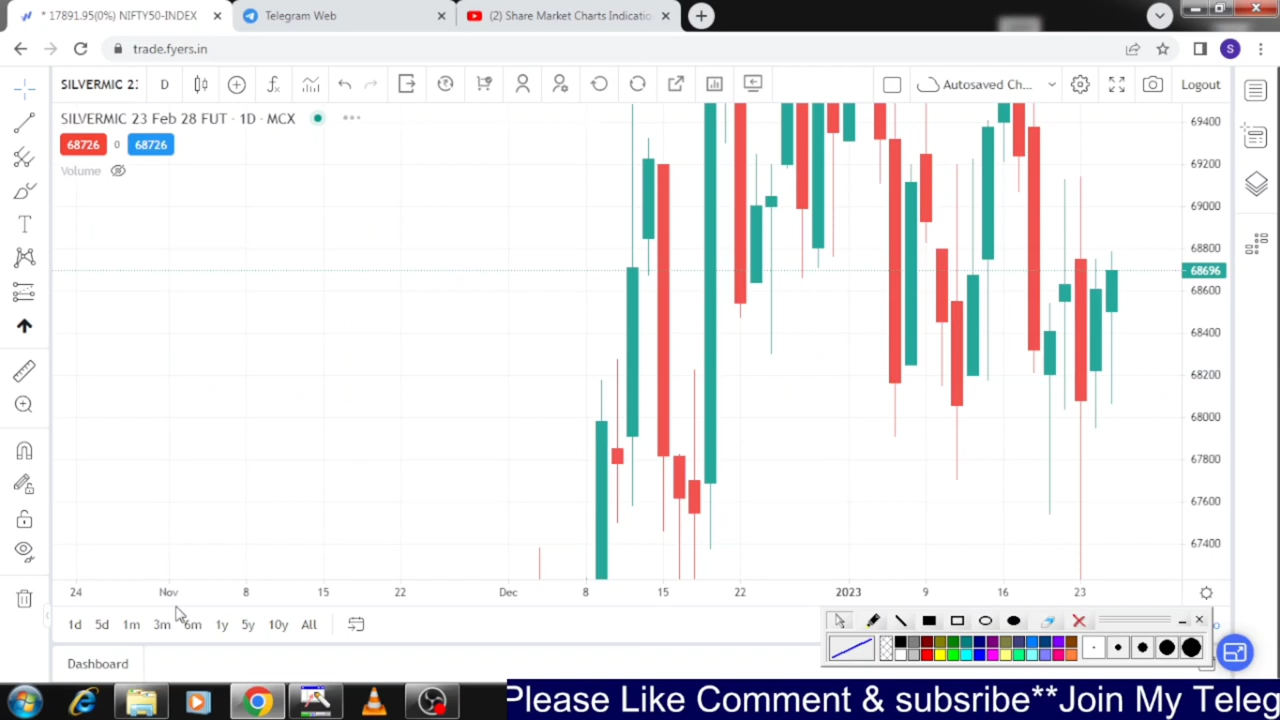 * 17891.95(0%) NIFTY50-INDEX
Telegram Web
(2) Share Market Charts Indicatio
trade.fyers.in
S
SILVERMIC 2:
D
Autosaved Ch...
Logout
SILVERMIC 23 Feb 28 FUT · 1D · MCX
68726 0 68726
Volume
69400
69200
69000
68800
68696
68600
68400
68200
68000
67800
67600
67400
24 Nov 8 15 22 Dec 8 15 22 2023 9 16 23
1d 5d 1m 3m 6m 1y 5y 10y All
Dashboard
Please Like Comment & subsribe**Join My Teleg